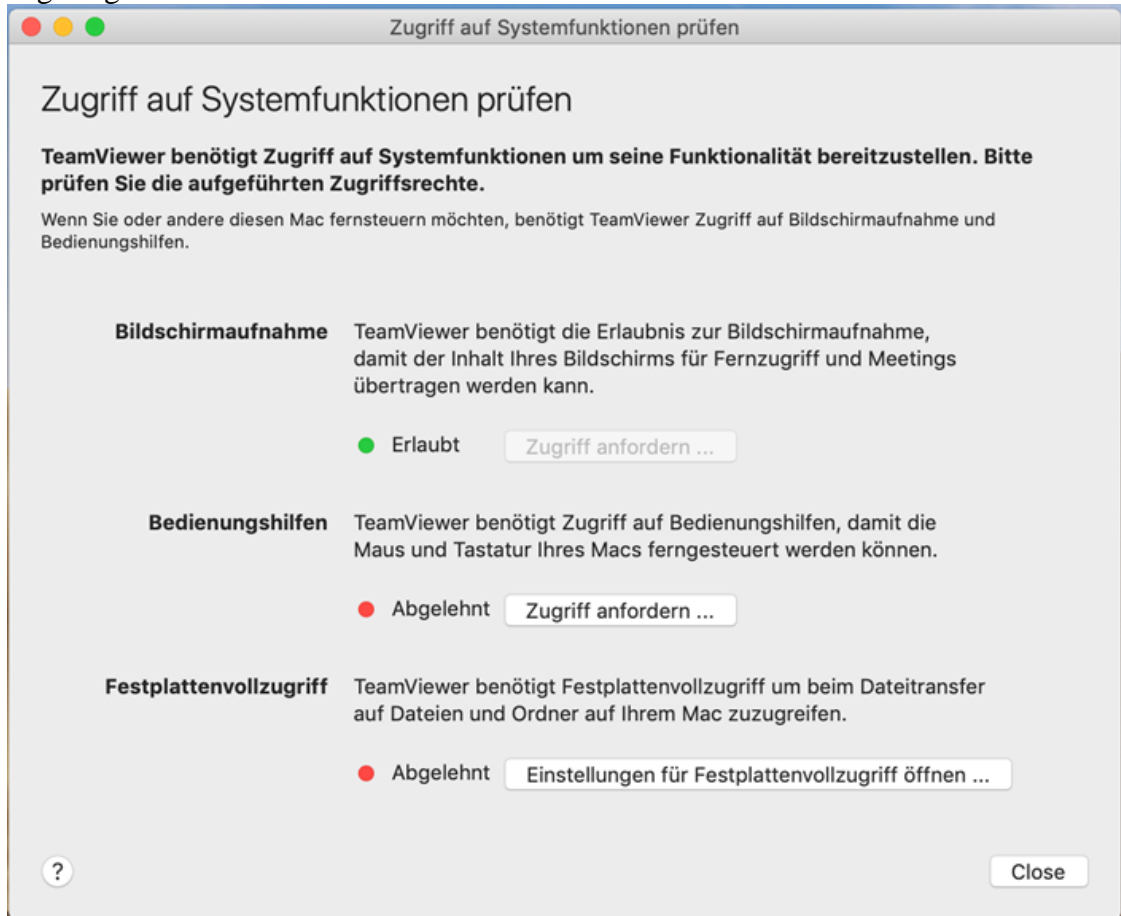 Zugriff auf Systemfunktionen prüfen
Zugriff auf Systemfunktionen prüfen
TeamViewer benötigt Zugriff auf Systemfunktionen um seine Funktionalität bereitzustellen. Bitte
prüfen Sie die aufgeführten Zugriffsrechte.
Wenn Sie oder andere diesen Mac fernsteuern möchten, benötigt TeamViewer Zugriff auf Bildschirmaufnahme und
Bedienungshilfen.
Bildschirmaufnahme TeamViewer benötigt die Erlaubnis zur Bildschirmaufnahme,
damit der Inhalt Ihres Bildschirms für Fernzugriff und Meetings
übertragen werden kann.
Erlaubt Zugriff anfordern ...
Bedienungshilfen TeamViewer benötigt Zugriff auf Bedienungshilfen, damit die
Maus und Tastatur Ihres Macs ferngesteuert werden können.
Abgelehnt Zugriff anfordern ...
Festplattenvollzugriff TeamViewer benötigt Festplattenvollzugriff um beim Dateitransfer
auf Dateien und Ordner auf Ihrem Mac zuzugreifen.
Abgelehnt Einstellungen für Festplattenvollzugriff öffnen ...
? Close